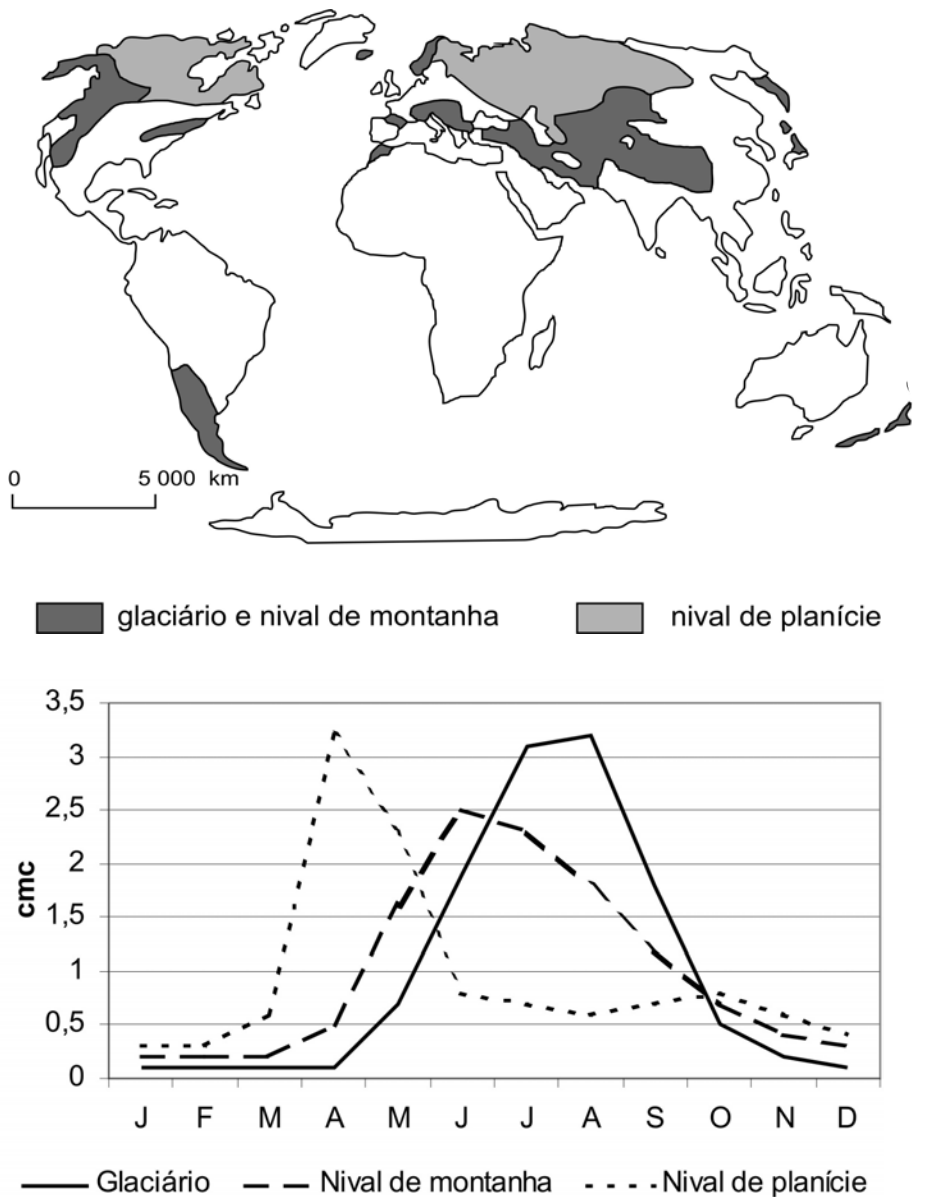 0 5 000 km
glaciário e nival de montanha nival de planície
3,5
3
2,5
2
1,5
1
0,5
0
cmc
J F M A M J J A S O N D
Glaciário Nival de montanha Nival de planície